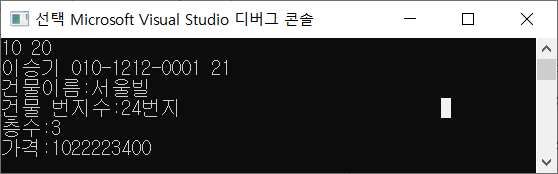 선택 Microsoft Visual Studio 디버그 콘솔
10 20
이승기 010-1212-0001 21
건물이름:서울빌
건물 번지수:24번지
층수:3
가격:1022223400